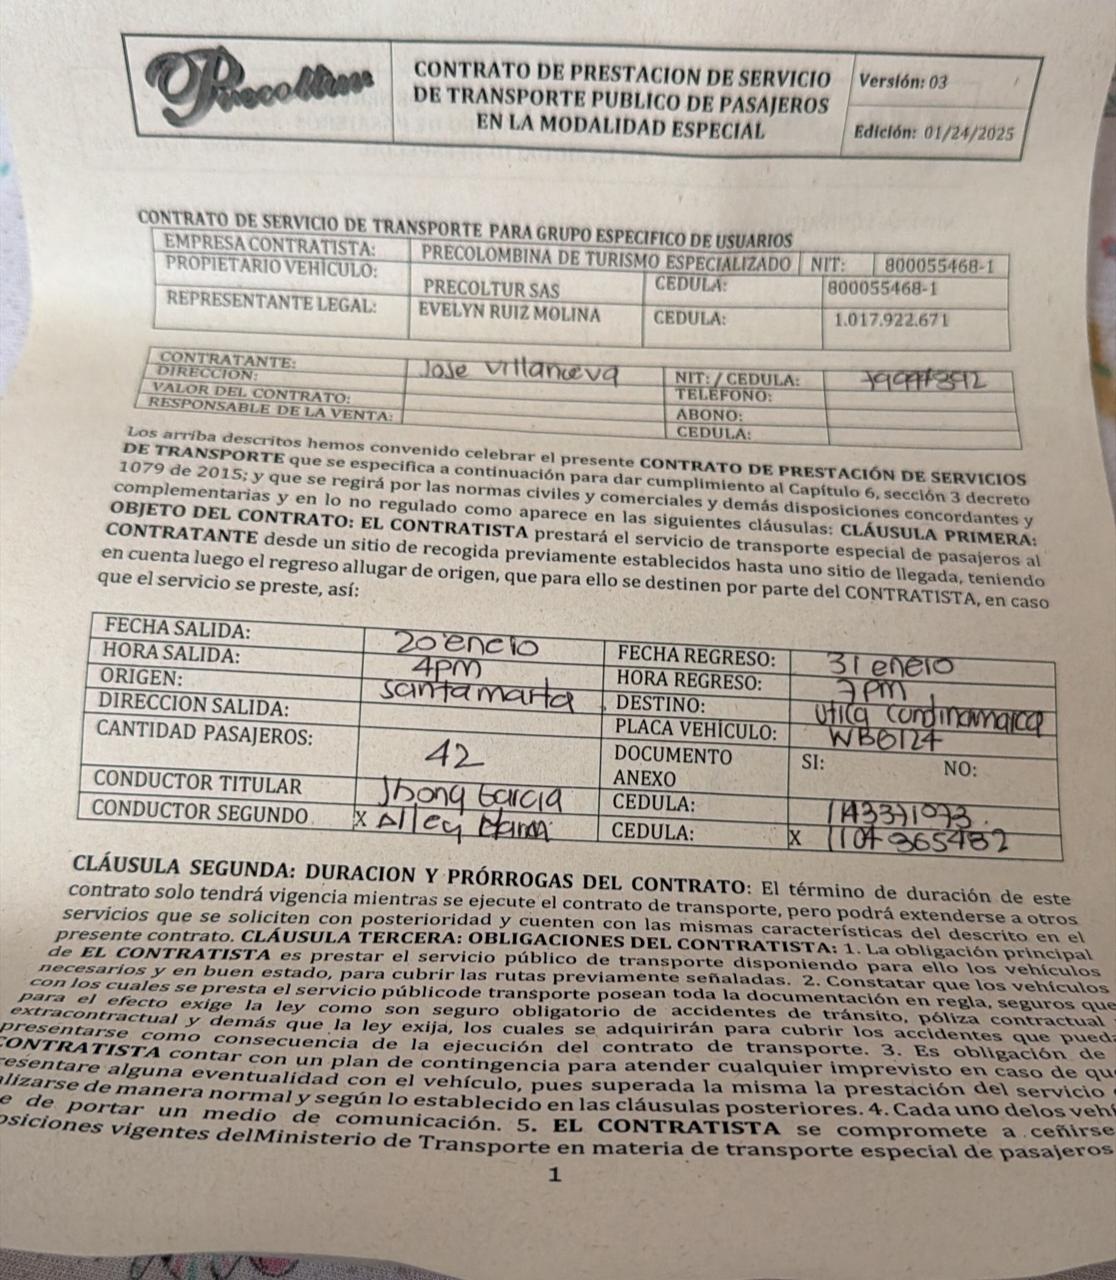 Precoltur
CONTRATO DE PRESTACION DE SERVICIO
DE TRANSPORTE PUBLICO DE PASAJEROS
EN LA MODALIDAD ESPECIAL
Versión: 03
Edición: 01/24/2025
CONTRATO DE SERVICIO DE TRANSPORTE PARA GRUPO ESPECIFICO DE USUARIOS
EMPRESA CONTRATISTA: PRECOLOMBINA DE TURISMO ESPECIALIZADO NIT: 800055468-1
PROPIETARIO VEHÍCULO: PRECOLTUR SAS CEDULA: 800055468-1
REPRESENTANTE LEGAL: EVELYN RUIZ MOLINA CEDULA: 1.017.922.671
CONTRATANTE: Jose Villanueva NIT: / CEDULA:
DIRECCION: TELÉFONO:
VALOR DEL CONTRATO: ABONO:
RESPONSABLE DE LA VENTA: CEDULA:
Los arriba descritos hemos convenido celebrar el presente CONTRATO DE PRESTACIÓN DE SERVICIOS
DE TRANSPORTE que se especifica a continuación para dar cumplimiento al Capítulo 6, sección 3 decreto
1079 de 2015; y que se regirá por las normas civiles y comerciales y demás disposiciones concordantes y
complementarias y en lo no regulado como aparece en las siguientes cláusulas: CLÁUSULA PRIMERA:
OBJETO DEL CONTRATO: EL CONTRATISTA prestará el servicio de transporte especial de pasajeros al
CONTRATANTE desde un sitio de recogida previamente establecidos hasta uno sitio de llegada, teniendo
en cuenta luego el regreso allugar de origen, que para ello se destinen por parte del CONTRATISTA, en caso
que el servicio se preste, así:
FECHA SALIDA: 20 enero FECHA REGRESO: 31 enero
HORA SALIDA: 4pm HORA REGRESO: 7pm
ORIGEN: santa marta DESTINO: Utica Condinamarca
DIRECCION SALIDA: PLACA VEHÍCULO:
CANTIDAD PASAJEROS: 42 DOCUMENTO ANEXO SI: NO:
CONDUCTOR TITULAR Jhony Garcia CEDULA: 1143371073
CONDUCTOR SEGUNDO X CEDULA: X
CLÁUSULA SEGUNDA: DURACION Y PRÓRROGAS DEL CONTRATO: El término de duración de este
contrato solo tendrá vigencia mientras se ejecute el contrato de transporte, pero podrá extenderse a otros
servicios que se soliciten con posterioridad y cuenten con las mismas características del descrito en el
presente contrato. CLÁUSULA TERCERA: OBLIGACIONES DEL CONTRATISTA: 1. La obligación principal
de EL CONTRATISTA es prestar el servicio público de transporte disponiendo para ello los vehículos
necesarios y en buen estado, para cubrir las rutas previamente señaladas. 2. Constatar que los vehículos
con los cuales se presta el servicio públicode transporte posean toda la documentación en regla, seguros que
para el efecto exige la ley como son seguro obligatorio de accidentes de tránsito, póliza contractual
extracontractual y demás que la ley exija, los cuales se adquirirán para cubrir los accidentes que pueda
presentarse como consecuencia de la ejecución del contrato de transporte. 3. Es obligación de
CONTRATISTA contar con un plan de contingencia para atender cualquier imprevisto en caso de qu
resentare alguna eventualidad con el vehículo, pues superada la misma la prestación del servicio
lizarse de manera normal y según lo establecido en las cláusulas posteriores. 4. Cada uno delos vehí
e de portar un medio de comunicación. 5. EL CONTRATISTA se compromete a ceñirse
osiciones vigentes delMinisterio de Transporte en materia de transporte especial de pasajeros
1